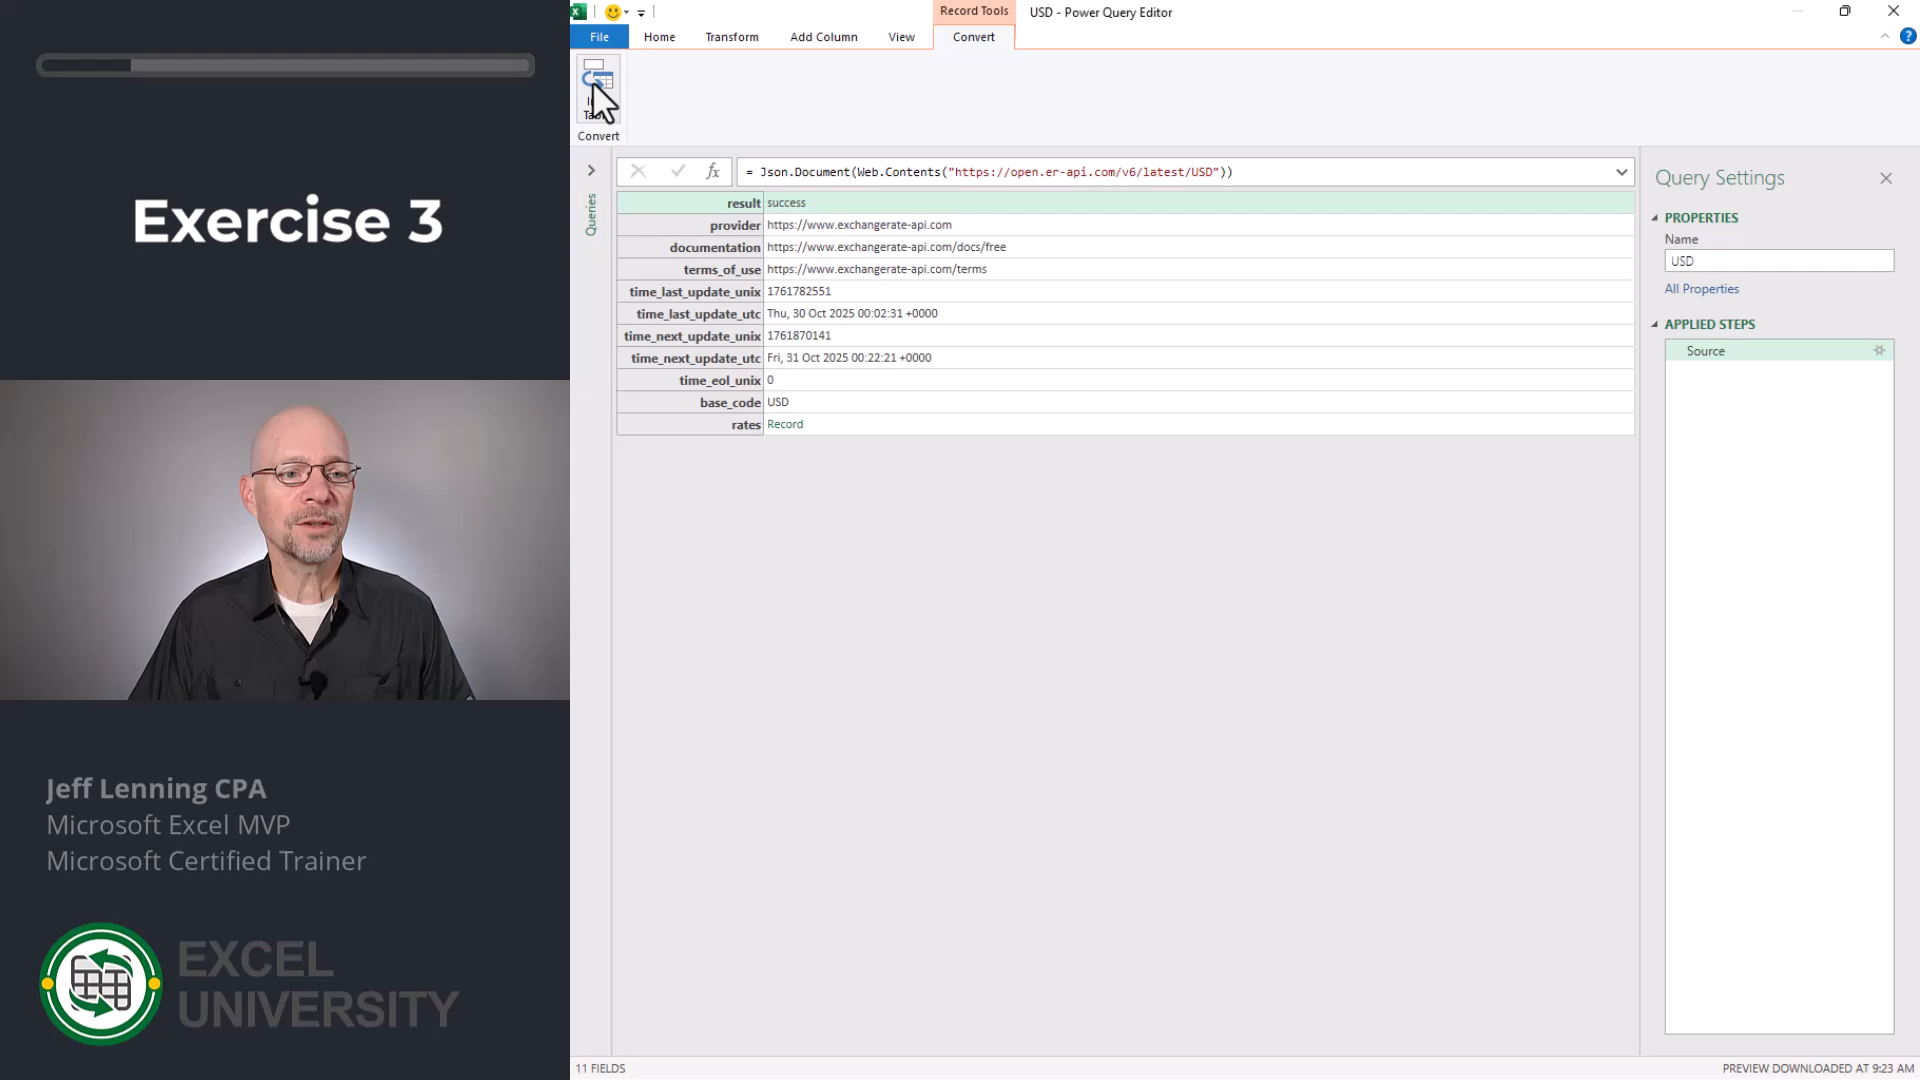 Exercise 3
Jeff Lenning CPA
Microsoft Excel MVP
Microsoft Certified Trainer
EXCEL
UNIVERSITY
Record Tools
USD - Power Query Editor
File
Home
Transform
Add Column
View
Convert
Convert
Queries
fx
= Json.Document(Web.Contents("https://open.er-api.com/v6/latest/USD"))
result success
provider https://www.exchangerate-api.com
documentation https://www.exchangerate-api.com/docs/free
terms_of_use https://www.exchangerate-api.com/terms
time_last_update_unix 1761782551
time_last_update_utc Thu, 30 Oct 2025 00:02:31 +0000
time_next_update_unix 1761870141
time_next_update_utc Fri, 31 Oct 2025 00:22:21 +0000
time_eol_unix 0
base_code USD
rates Record
Query Settings
PROPERTIES
Name
USD
All Properties
APPLIED STEPS
Source
11 FIELDS
PREVIEW DOWNLOADED AT 9:23 AM